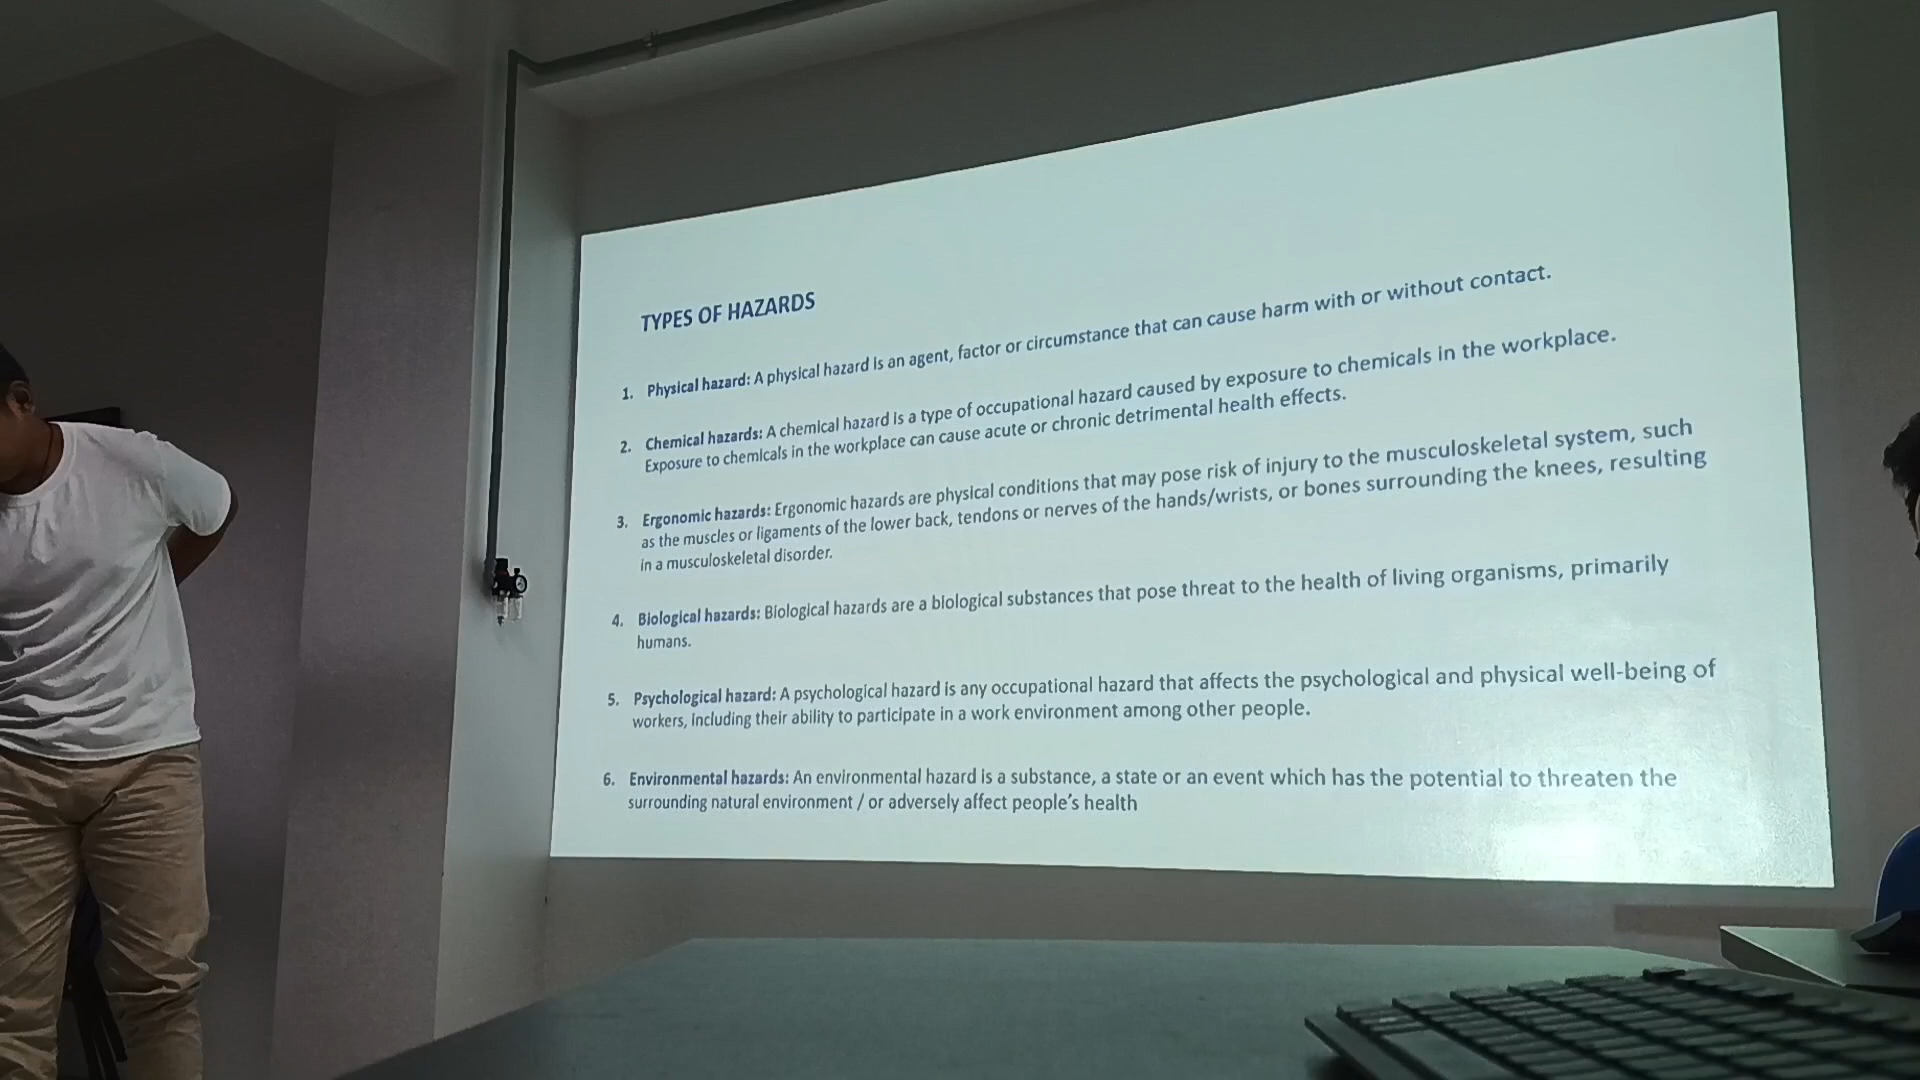 TYPES OF HAZARDS
1. Physical hazard: A physical hazard is an agent, factor or circumstance that can cause harm with or without contact.
2. Chemical hazards: A chemical hazard is a type of occupational hazard caused by exposure to chemicals in the workplace.
Exposure to chemicals in the workplace can cause acute or chronic detrimental health effects.
3. Ergonomic hazards: Ergonomic hazards are physical conditions that may pose risk of injury to the musculoskeletal system, such
as the muscles or ligaments of the lower back, tendons or nerves of the hands/wrists, or bones surrounding the knees, resulting
in a musculoskeletal disorder.
4. Biological hazards: Biological hazards are a biological substances that pose threat to the health of living organisms, primarily
humans.
5. Psychological hazard: A psychological hazard is any occupational hazard that affects the psychological and physical well-being of
workers, including their ability to participate in a work environment among other people.
6. Environmental hazards: An environmental hazard is a substance, a state or an event which has the potential to threaten the
surrounding natural environment / or adversely affect people's health